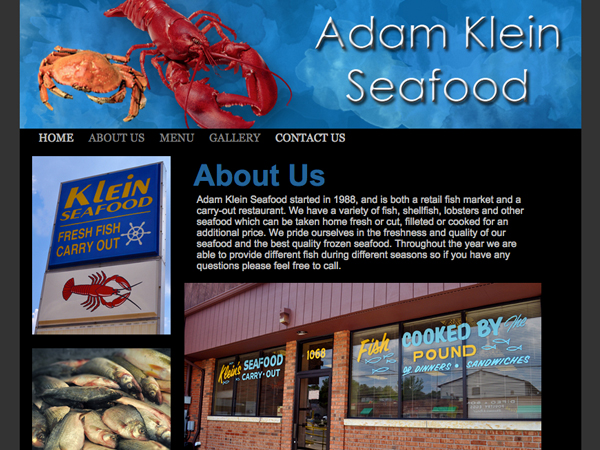 Adam Klein
Seafood
HOME ABOUT US MENU GALLERY CONTACT US
About Us
Adam Klein Seafood started in 1988, and is both a retail fish market and a
carry-out restaurant. We have a variety of fish, shellfish, lobsters and other
seafood which can be taken home fresh or cut, filleted or cooked for an
additional price. We pride ourselves in the freshness and quality of our
seafood and the best quality frozen seafood. Throughout the year we are
able to provide different fish during different seasons so if you have any
questions please feel free to call.
Klein
SEAFOOD
FRESH FISH
CARRY OUT
Klein's SEAFOOD
CARRY-OUT
1068
Fish COOKED BY The
POUND
OR DINNERS • SANDWICHES